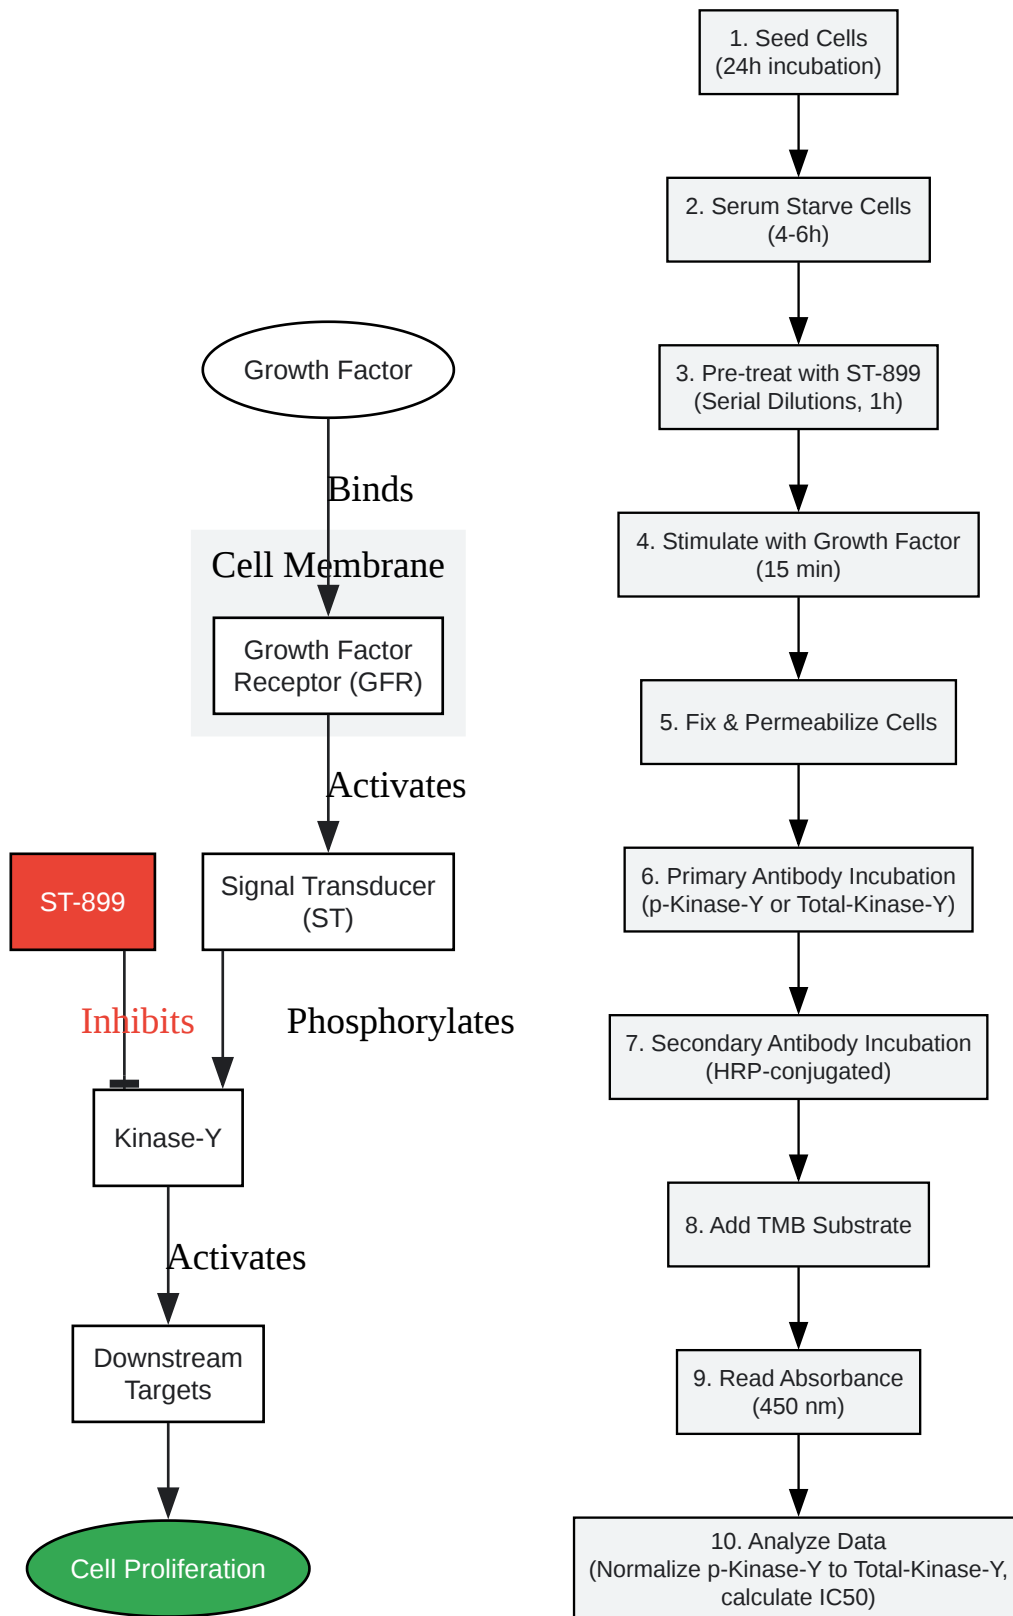 Growth Factor
Binds
Cell Membrane
Growth Factor
Receptor (GFR)
Activates
ST-899
Signal Transducer
(ST)
Inhibits
Phosphorylates
Kinase-Y
Activates
Downstream
Targets
Cell Proliferation
1. Seed Cells
(24h incubation)
2. Serum Starve Cells
(4-6h)
3. Pre-treat with ST-899
(Serial Dilutions, 1h)
4. Stimulate with Growth Factor
(15 min)
5. Fix & Permeabilize Cells
6. Primary Antibody Incubation
(p-Kinase-Y or Total-Kinase-Y)
7. Secondary Antibody Incubation
(HRP-conjugated)
8. Add TMB Substrate
9. Read Absorbance
(450 nm)
10. Analyze Data
(Normalize p-Kinase-Y to Total-Kinase-Y,
calculate IC50)